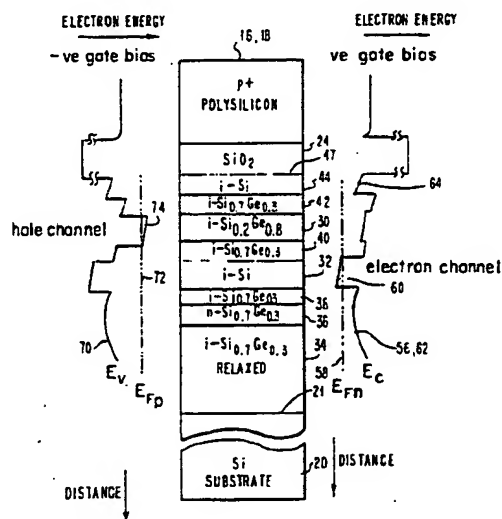 ELECTRON ENERGY
-ve gate bias
16, 18
ELECTRON ENERGY
ve gate bias
p+
POLYSILICON
24
SiO2
47
i-Si
44
64
i-Si0.7Ge0.3
42
74
hole channel
i-Si0.2Ge0.8
30
i-Si0.7Ge0.3
40
32
electron channel
72
i-Si
60
i-Si0.7Ge0.3
38
n-Si0.7Ge0.3
36
70
i-Si0.7Ge0.3
RELAXED
34
56, 62
Ev
EFp
58
EFn
Ec
21
Si
SUBSTRATE
20
DISTANCE
DISTANCE